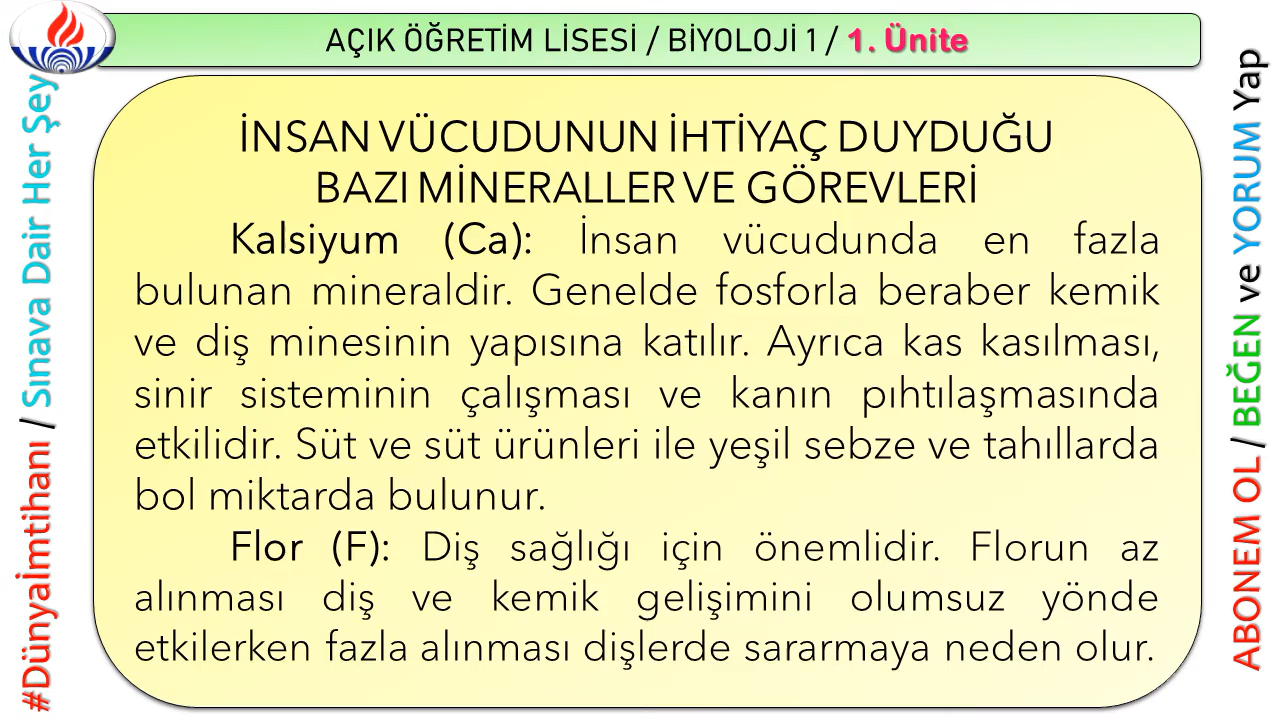 AÇIK ÖĞRETİM LİSESİ / BİYOLOJİ 1 / 1. Ünite
#Dünyaİmtihanı / Sınava Dair Her Şey
İNSAN VÜCUDUNUN İHTİYAÇ DUYDUĞU
BAZI MİNERALLER VE GÖREVLERİ
Kalsiyum (Ca): İnsan vücudunda en fazla
bulunan mineraldir. Genelde fosforla beraber kemik
ve diş minesinin yapısına katılır. Ayrıca kas kasılması,
sinir sisteminin çalışması ve kanın pıhtılaşmasında
etkilidir. Süt ve süt ürünleri ile yeşil sebze ve tahıllarda
bol miktarda bulunur.
Flor (F): Diş sağlığı için önemlidir. Florun az
alınması diş ve kemik gelişimini olumsuz yönde
etkilerken fazla alınması dişlerde sararmaya neden olur.
ABONEM OL / BEĞEN ve YORUM Yap